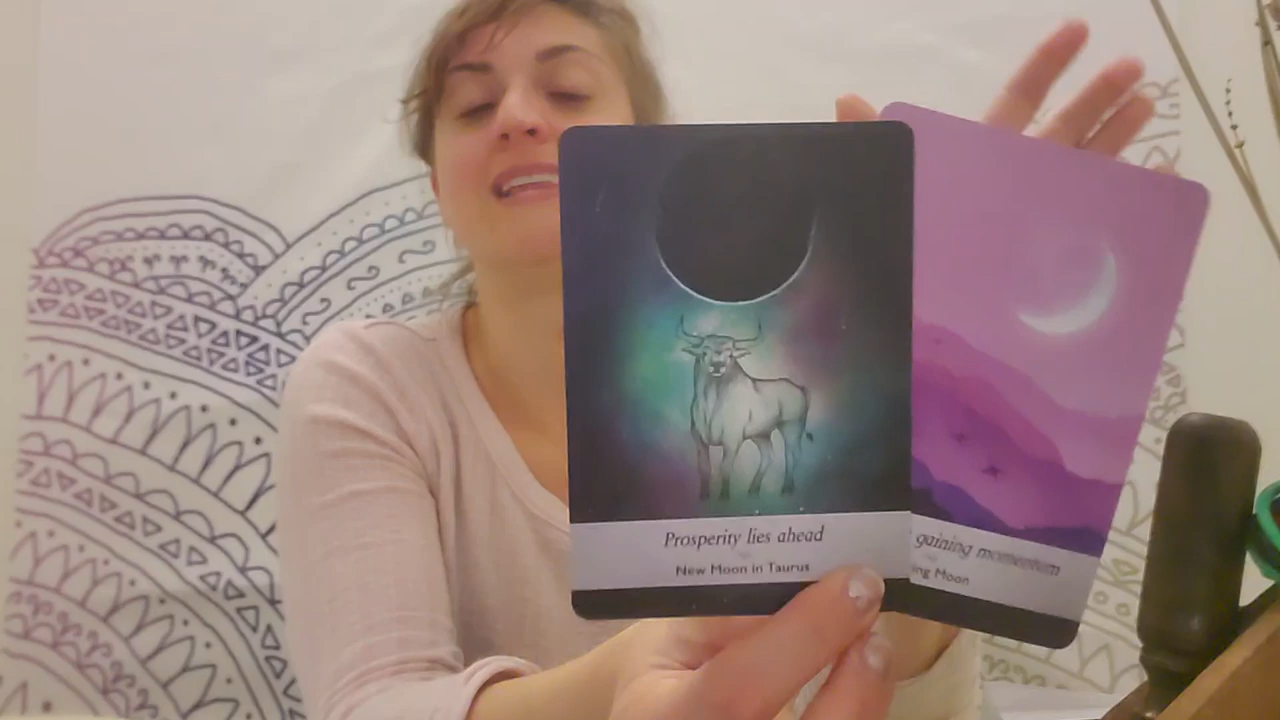 Prosperity lies ahead
New Moon in Taurus
gaining momentum
ing Moon